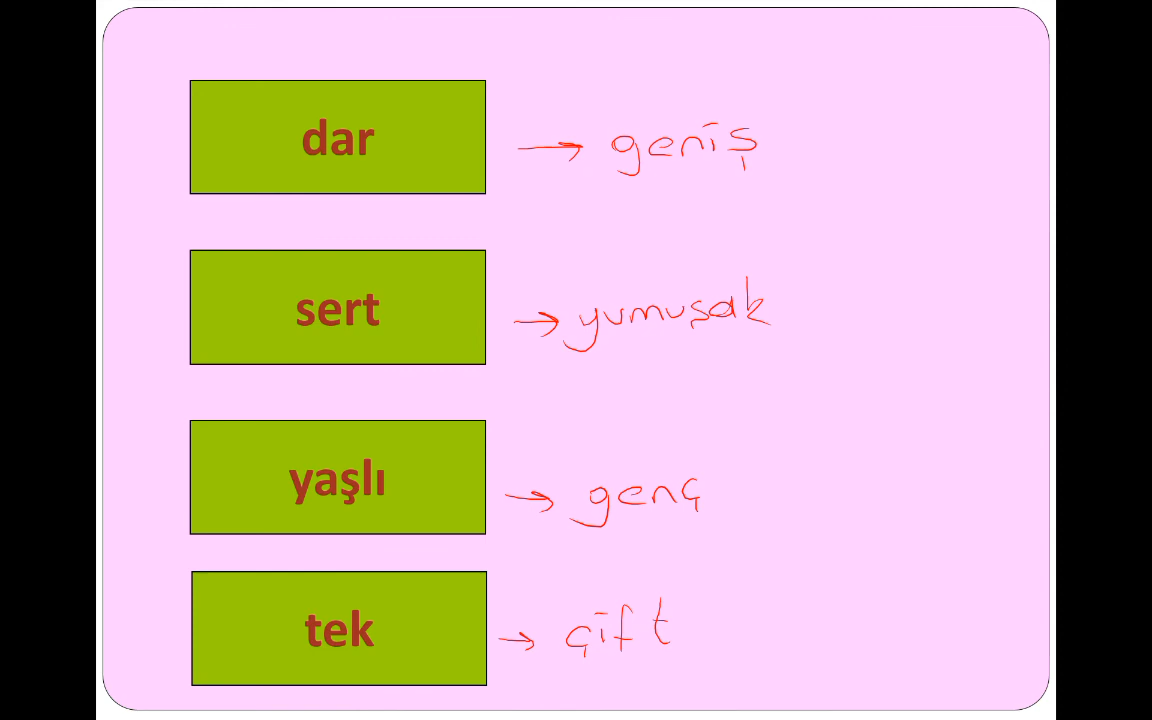 dar → geniş
sert → yumuşak
yaşlı → genç
tek → çift